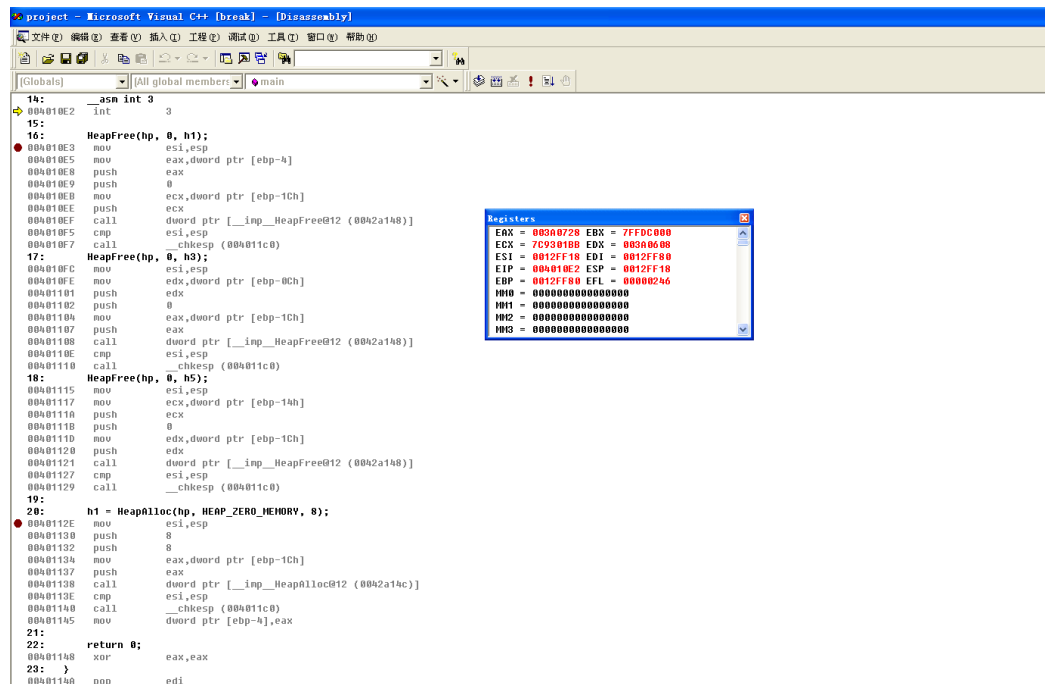 project - Microsoft Visual C++ [break] - [Disassembly]
文件(F) 编辑(E) 查看(V) 插入(I) 工程(P) 调试(D) 工具(T) 窗口(W) 帮助(H)
[Globals] [All global members main
14: __asm int 3
004010E2 int 3
15:
16: HeapFree(hp, 0, h1);
004010E3 mov esi,esp
004010E5 mov eax,dword ptr [ebp-4]
004010E8 push eax
004010E9 push 0
004010EB mov ecx,dword ptr [ebp-1Ch]
004010EE push ecx
004010EF call dword ptr [__imp__HeapFree@12 (0042a148)]
004010F5 cmp esi,esp
004010F7 call __chkesp (004011c0)
17: HeapFree(hp, 0, h3);
004010FC mov esi,esp
004010FE mov edx,dword ptr [ebp-0Ch]
00401101 push edx
00401102 push 0
00401104 mov eax,dword ptr [ebp-1Ch]
00401107 push eax
00401108 call dword ptr [__imp__HeapFree@12 (0042a148)]
0040110E cmp esi,esp
00401110 call __chkesp (004011c0)
18: HeapFree(hp, 0, h5);
00401115 mov esi,esp
00401117 mov ecx,dword ptr [ebp-14h]
0040111A push ecx
0040111B push 0
0040111D mov edx,dword ptr [ebp-1Ch]
00401120 push edx
00401121 call dword ptr [__imp__HeapFree@12 (0042a148)]
00401127 cmp esi,esp
00401129 call __chkesp (004011c0)
19:
20: h1 = HeapAlloc(hp, HEAP_ZERO_MEMORY, 8);
0040112E mov esi,esp
00401130 push 8
00401132 push 8
00401134 mov eax,dword ptr [ebp-1Ch]
00401137 push eax
00401138 call dword ptr [__imp__HeapAlloc@12 (0042a14c)]
0040113E cmp esi,esp
00401140 call __chkesp (004011c0)
00401145 mov dword ptr [ebp-4],eax
21:
22: return 0;
00401148 xor eax,eax
23: }
0040114A pop edi
Registers
EAX = 003A0728 EBX = 7FFDC000
ECX = 7C9301BB EDX = 003A0608
ESI = 0012FF18 EDI = 0012FF80
EIP = 004010E2 ESP = 0012FF18
EBP = 0012FF80 EFL = 00000246
MM0 = 0000000000000000
MM1 = 0000000000000000
MM2 = 0000000000000000
MM3 = 0000000000000000